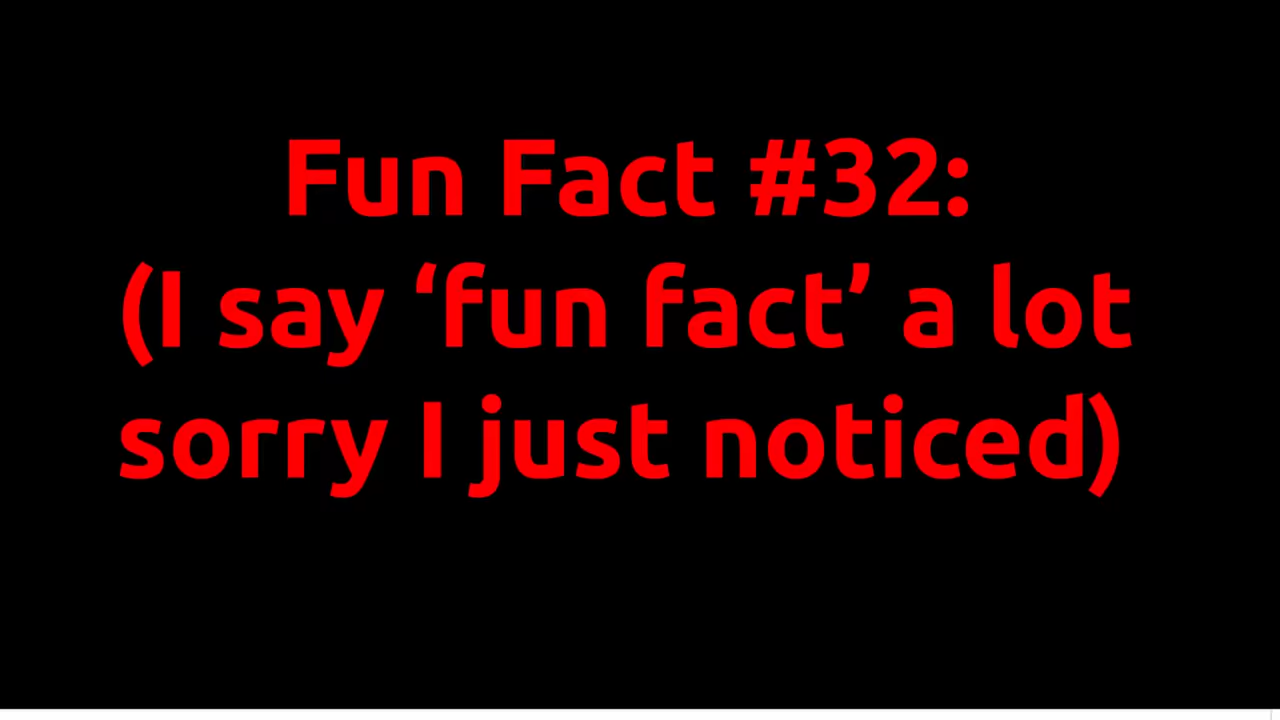 Fun Fact #32:
(I say ‘fun fact’ a lot
sorry I just noticed)